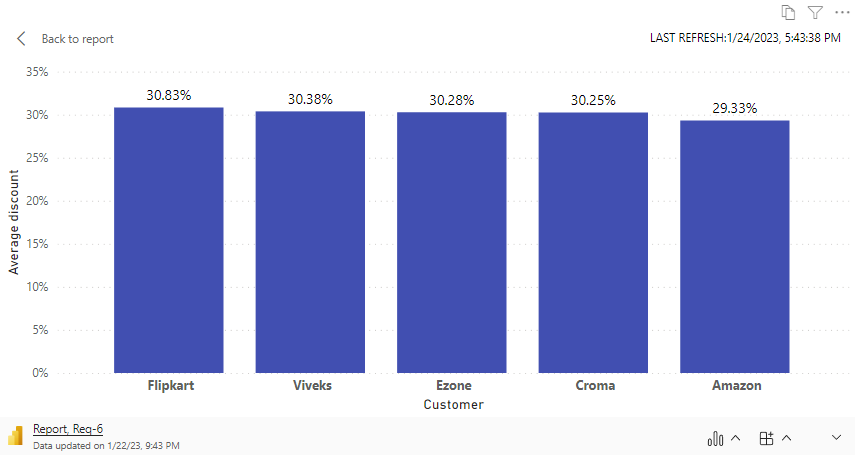 Back to report
LAST REFRESH:1/24/2023, 5:43:38 PM
35%
30%
25%
20%
15%
10%
5%
0%
Average discount
30.83%
30.38%
30.28%
30.25%
29.33%
Flipkart
Viveks
Ezone
Croma
Amazon
Customer
Report, Req-6
Data updated on 1/22/23, 9:43 PM